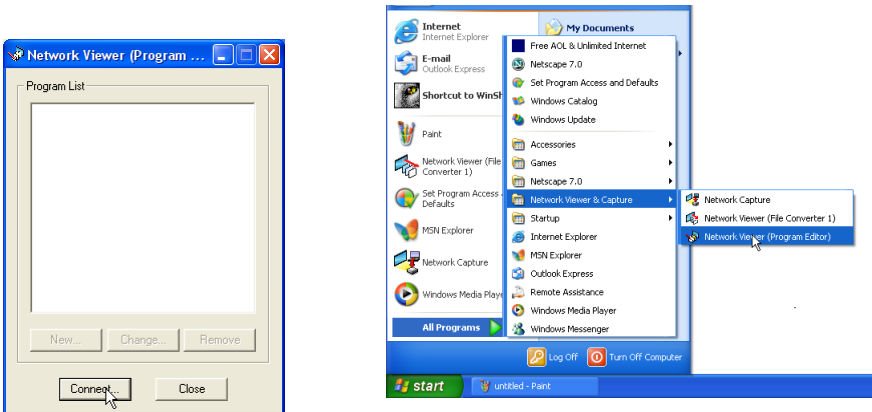 Network Viewer (Program ...
Program List
New...
Change...
Remove
Connect...
Close
Internet
Internet Explorer
E-mail
Outlook Express
Shortcut to WinSh
Paint
Network Viewer (File
Converter 1)
Set Program Access
Defaults
MSN Explorer
Network Capture
Windows Media Playe
All Programs
My Documents
Free AOL & Unlimited Internet
Netscape 7.0
Set Program Access and Defaults
Windows Catalog
Windows Update
Accessories
Games
Netscape 7.0
Network Viewer & Capture
Startup
Internet Explorer
MSN Explorer
Outlook Express
Remote Assistance
Windows Media Player
Windows Messenger
Network Capture
Network Viewer (File Converter 1)
Network Viewer (Program Editor)
Log Off
Turn Off Computer
start
untitled - Paint